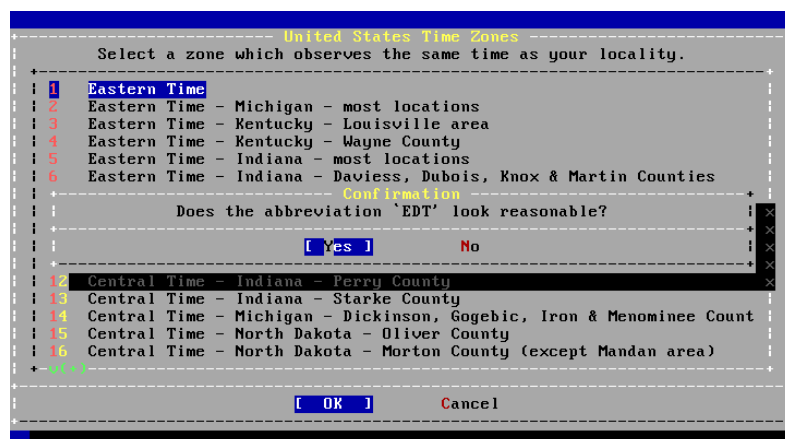 United States Time Zones
Select a zone which observes the same time as your locality.
1 Eastern Time
2 Eastern Time - Michigan - most locations
3 Eastern Time - Kentucky - Louisville area
4 Eastern Time - Kentucky - Wayne County
5 Eastern Time - Indiana - most locations
6 Eastern Time - Indiana - Daviess, Dubois, Knox & Martin Counties
Confirmation
Does the abbreviation `EDT' look reasonable?
[ Yes ] No
12 Central Time - Indiana - Perry County
13 Central Time - Indiana - Starke County
14 Central Time - Michigan - Dickinson, Gogebic, Iron & Menominee Count
15 Central Time - North Dakota - Oliver County
16 Central Time - North Dakota - Morton County (except Mandan area)
v(+)
[ OK ] Cancel